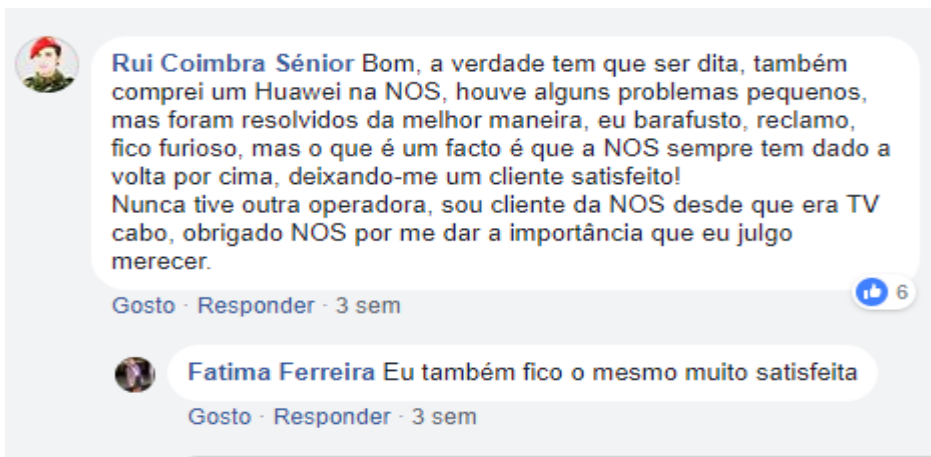 Rui Coimbra Sénior Bom, a verdade tem que ser dita, também
comprei um Huawei na NOS, houve alguns problemas pequenos,
mas foram resolvidos da melhor maneira, eu barafusto, reclamo,
fico furioso, mas o que é um facto é que a NOS sempre tem dado a
volta por cima, deixando-me um cliente satisfeito!
Nunca tive outra operadora, sou cliente da NOS desde que era TV
cabo, obrigado NOS por me dar a importância que eu julgo
merecer.
6
Gosto · Responder · 3 sem
Fatima Ferreira Eu também fico o mesmo muito satisfeita
Gosto · Responder · 3 sem